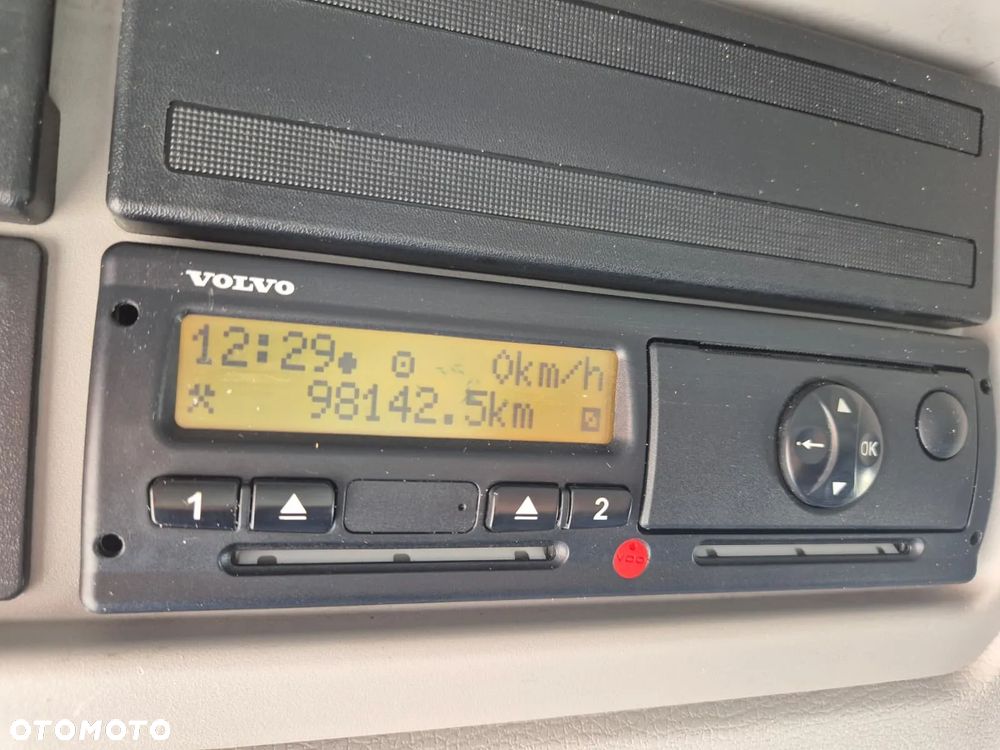 VOLVO
12:29 0km/h
98142.5km
1 2
OK
VDO
OTOMOTO